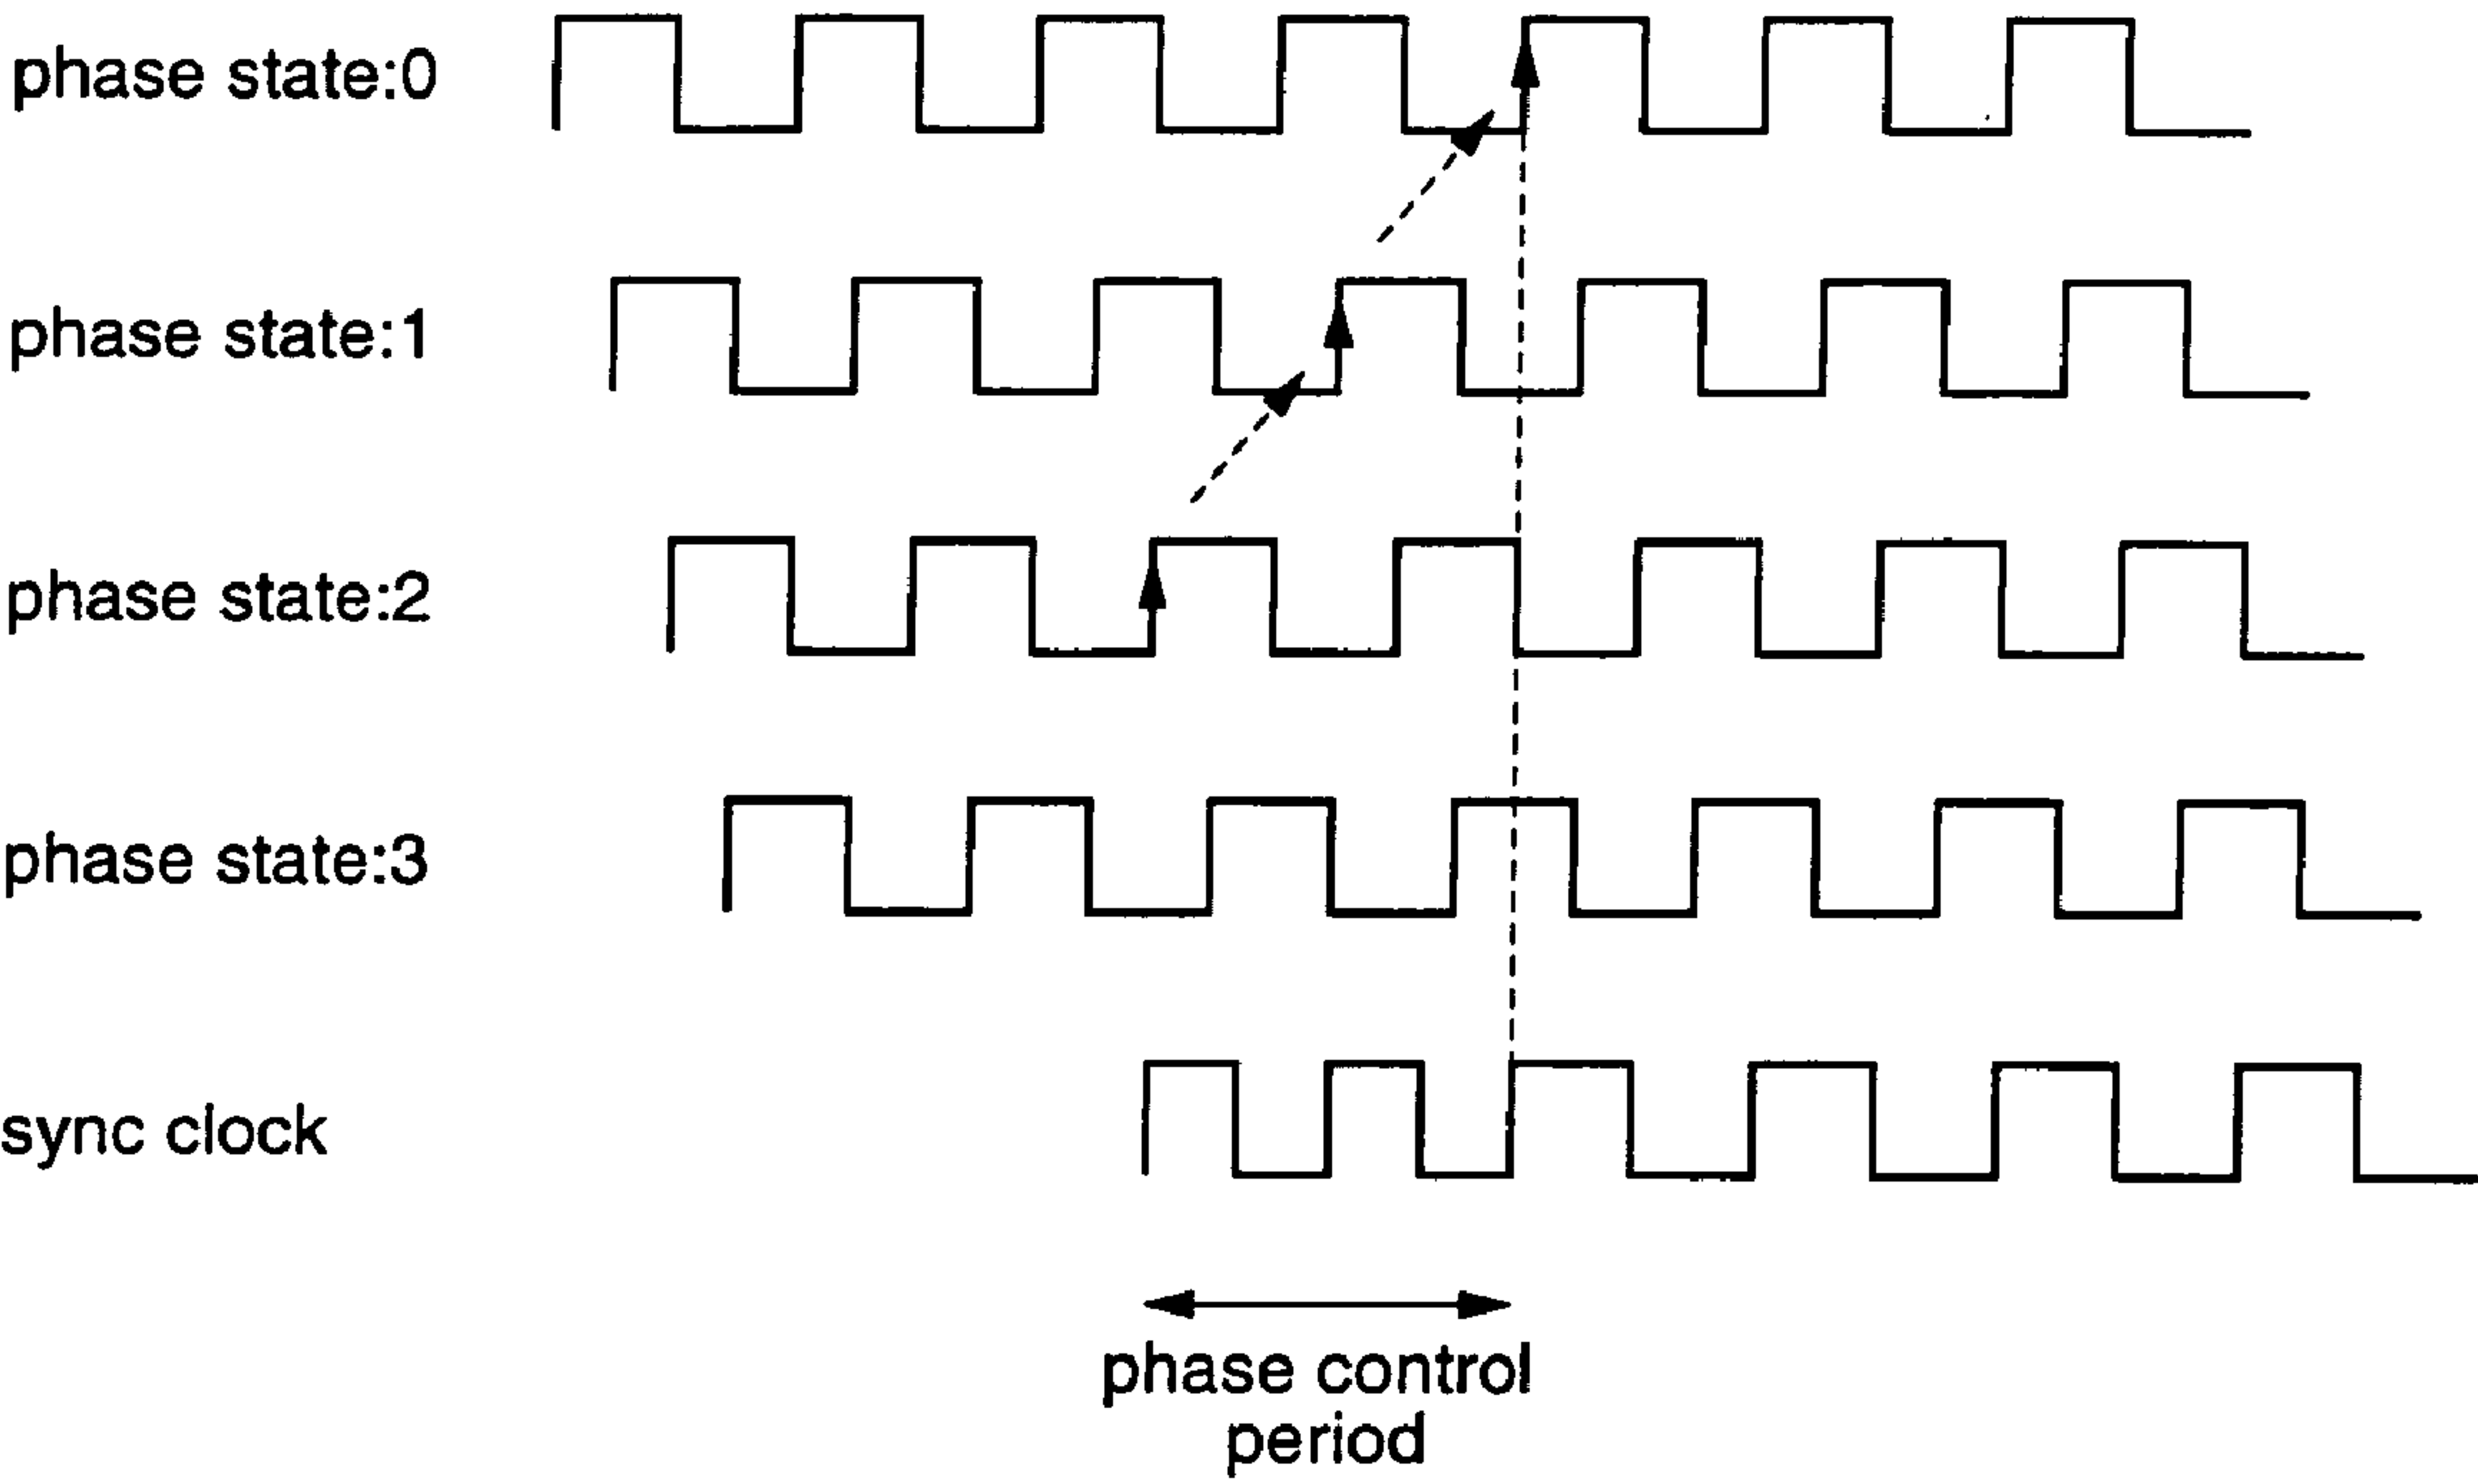 phase state:0
phase state:1
phase state:2
phase state:3
sync clock
phase control
period